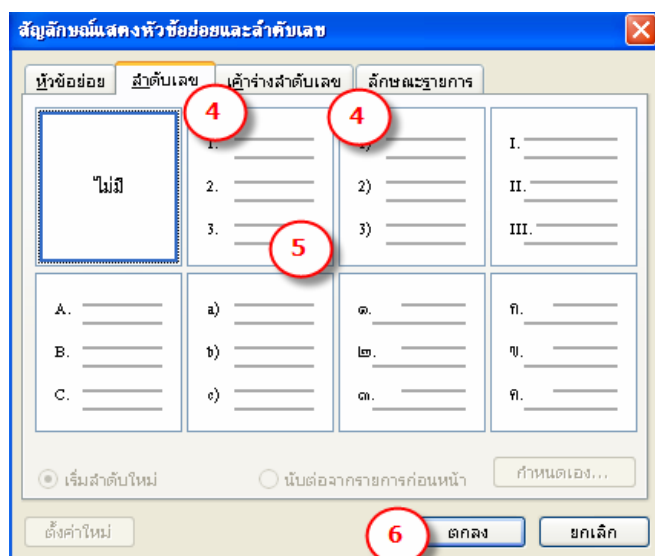 สัญลักษณ์แสดงหัวข้อย่อยและลำดับเลข
หัวข้อย่อย ลำดับเลข เค้าร่างลำดับเลข ลักษณะรายการ
4 4
ไม่มี 1. 1) I.
2. 2) II.
3. 3) III.
5
A. a) ๑. ก.
B. b) ๒. ข.
C. c) ๓. ค.
เริ่มลำดับใหม่ นับต่อจากรายการก่อนหน้า กำหนดเอง...
ตั้งค่าใหม่ 6 ตกลง ยกเลิก